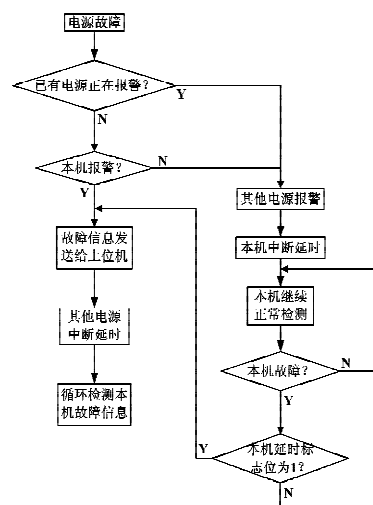 电源故障
已有电源正在报警?
Y
N
本机报警?
N
Y
其他电源报警
故障信息发
送给上位机
本机中断延时
本机继续
正常检测
其他电源
中断延时
本机故障?
N
Y
循环检测本
机故障信息
Y
本机延时标
志位为1?
N